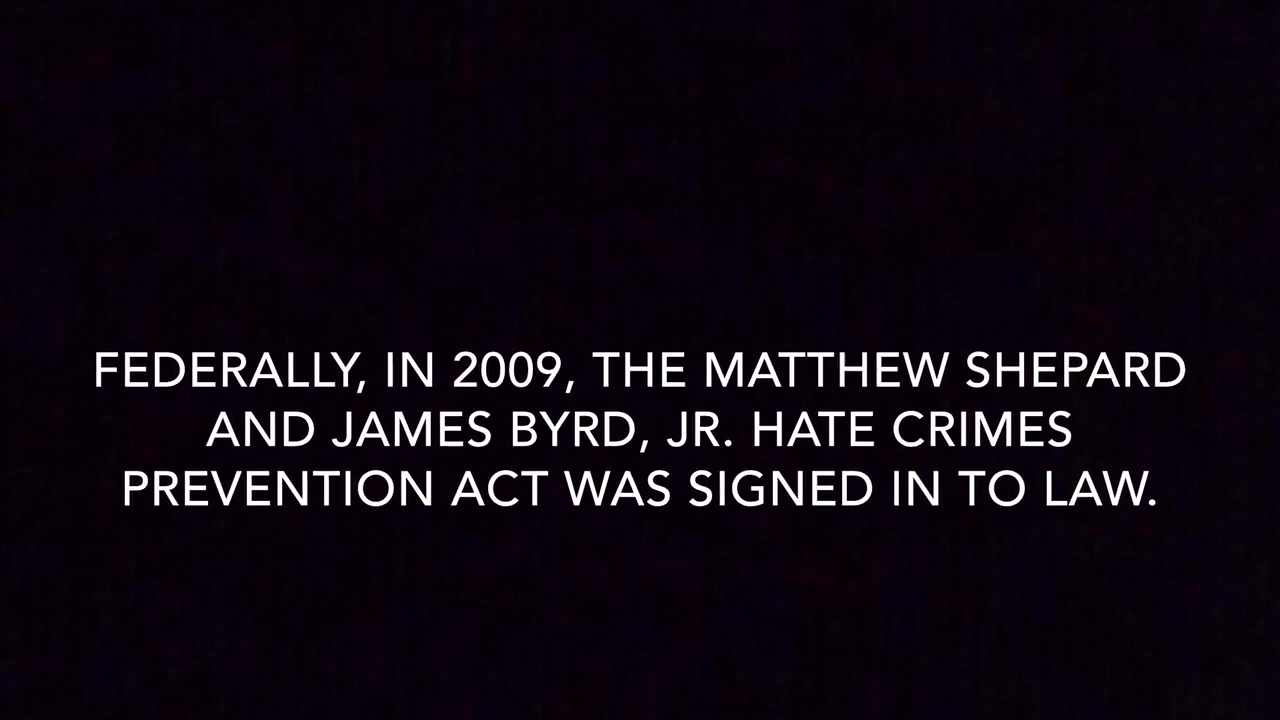 FEDERALLY, IN 2009, THE MATTHEW SHEPARD
AND JAMES BYRD, JR. HATE CRIMES
PREVENTION ACT WAS SIGNED IN TO LAW.